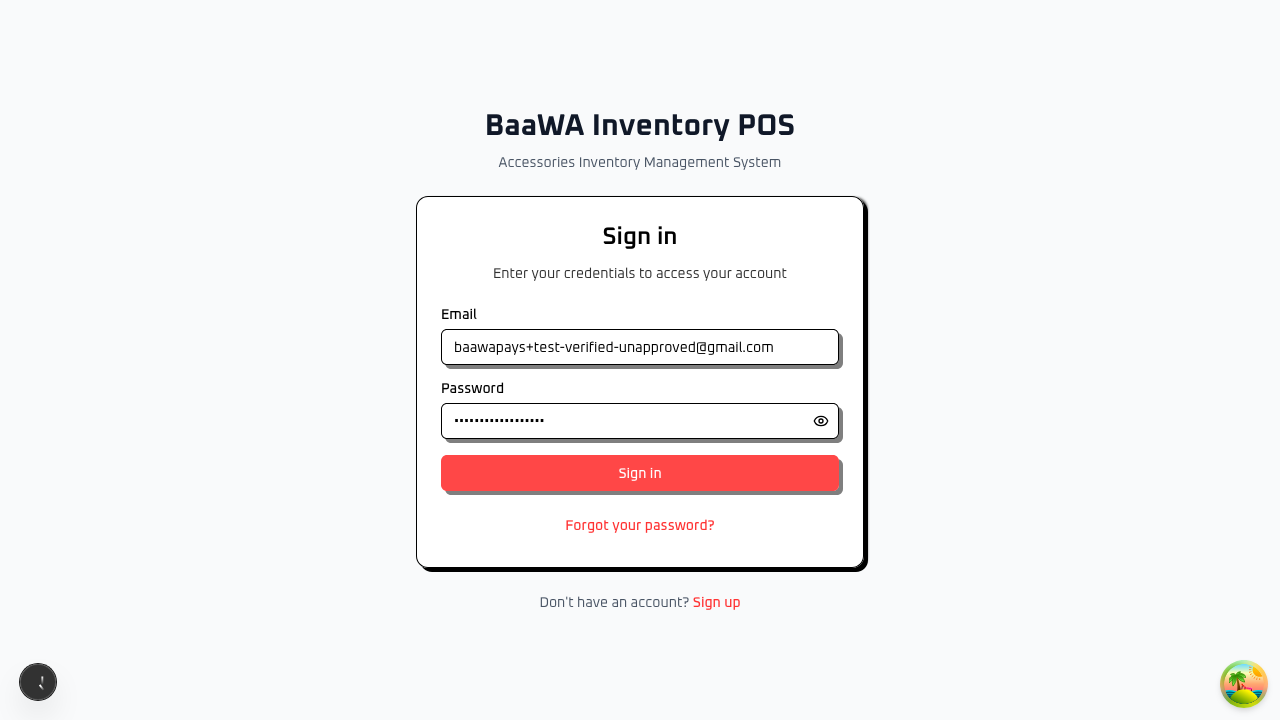 BaaWA Inventory POS
Accessories Inventory Management System
Sign in
Enter your credentials to access your account
Email
baawapays+test-verified-unapproved@gmail.com
Password
••••••••••••••••••
Sign in
Forgot your password?
Don't have an account? Sign up